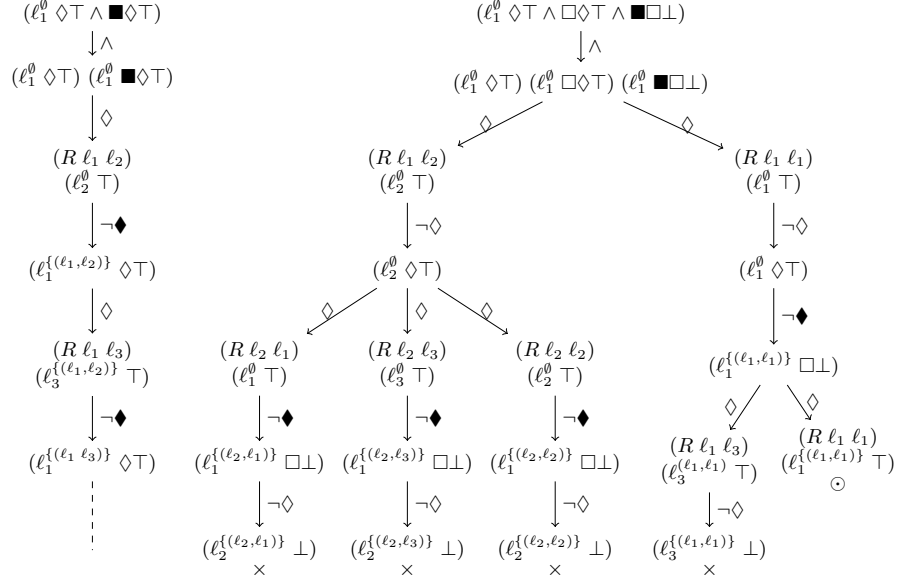 (ℓ₁^∅ ◇⊤ ∧ ■◇⊤)
∧
(ℓ₁^∅ ◇⊤) (ℓ₁^∅ ■◇⊤)
◇
(R ℓ₁ ℓ₂)
(ℓ₂^∅ ⊤)
¬◆
(ℓ₁^{(ℓ₁,ℓ₂)} ◇⊤)
◇
(R ℓ₁ ℓ₃)
(ℓ₃^{(ℓ₁,ℓ₂)} ⊤)
¬◆
(ℓ₁^{(ℓ₁ ℓ₃)} ◇⊤)
(ℓ₁^∅ ◇⊤ ∧ □◇⊤ ∧ ■□⊥)
∧
(ℓ₁^∅ ◇⊤) (ℓ₁^∅ □◇⊤) (ℓ₁^∅ ■□⊥)
◇ ◇
(R ℓ₁ ℓ₂)
(ℓ₂^∅ ⊤)
¬◇
(ℓ₂^∅ ◇⊤)
◇ ◇ ◇
(R ℓ₂ ℓ₁)
(ℓ₁^∅ ⊤)
¬◆
(ℓ₁^{(ℓ₂,ℓ₁)} □⊥)
¬◇
(ℓ₂^{(ℓ₂,ℓ₁)} ⊥)
×
(R ℓ₂ ℓ₃)
(ℓ₃^∅ ⊤)
¬◆
(ℓ₁^{(ℓ₂,ℓ₃)} □⊥)
¬◇
(ℓ₂^{(ℓ₂,ℓ₃)} ⊥)
×
(R ℓ₂ ℓ₂)
(ℓ₂^∅ ⊤)
¬◆
(ℓ₁^{(ℓ₂,ℓ₂)} □⊥)
¬◇
(ℓ₂^{(ℓ₂,ℓ₂)} ⊥)
×
(R ℓ₁ ℓ₁)
(ℓ₁^∅ ⊤)
¬◇
(ℓ₁^∅ ◇⊤)
¬◆
(ℓ₁^{(ℓ₁,ℓ₁)} □⊥)
◇ ◇
(R ℓ₁ ℓ₃)
(ℓ₃^(ℓ₁,ℓ₁) ⊤)
¬◇
(ℓ₃^{(ℓ₁,ℓ₁)} ⊥)
×
(R ℓ₁ ℓ₁)
(ℓ₁^{(ℓ₁,ℓ₁)} ⊤)
⊙